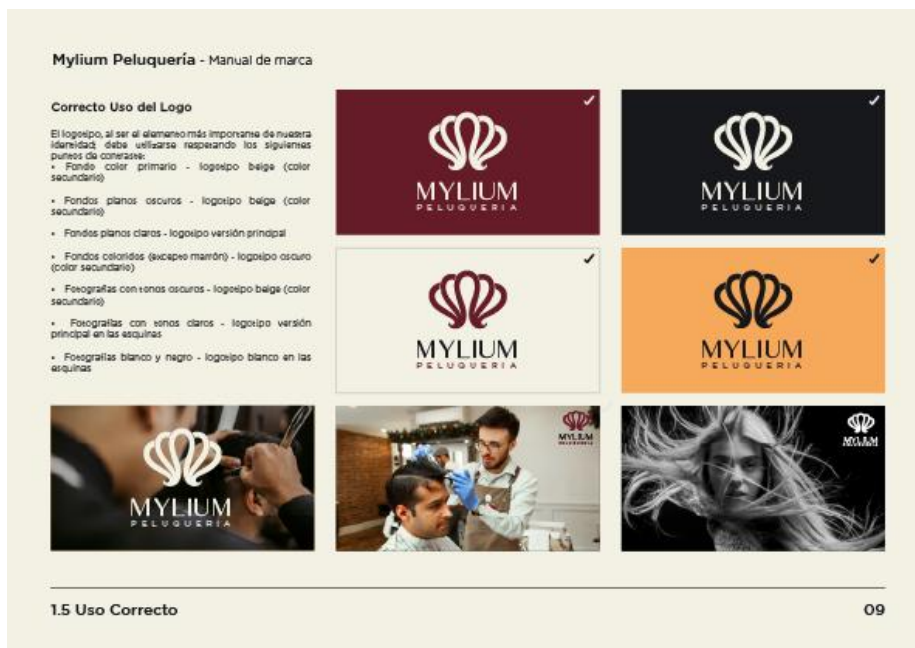 Mylium Peluquería - Manual de marca
Correcto Uso del Logo
El logotipo, al ser el elemento más importante de nuestra
identidad, debe utilizarse respetando los siguientes
puntos de contraste:
• Fondo color primario - logotipo beige (color
secundario)
• Fondos planos oscuros - logotipo beige (color
secundario)
• Fondos planos claros - logotipo versión principal
• Fondos coloridos (excepto marrón) - logotipo oscuro
(color secundario)
• Fotografías con tonos oscuros - logotipo beige (color
secundario)
• Fotografías con tonos claros - logotipo versión
principal en las esquinas
• Fotografías blanco y negro - logotipo blanco en las
esquinas
MYLIUM
PELUQUERIA
MYLIUM
PELUQUERIA
MYLIUM
PELUQUERIA
MYLIUM
PELUQUERIA
MYLIUM
PELUQUERIA
MYLIUM
MYLIUM
1.5 Uso Correcto
09